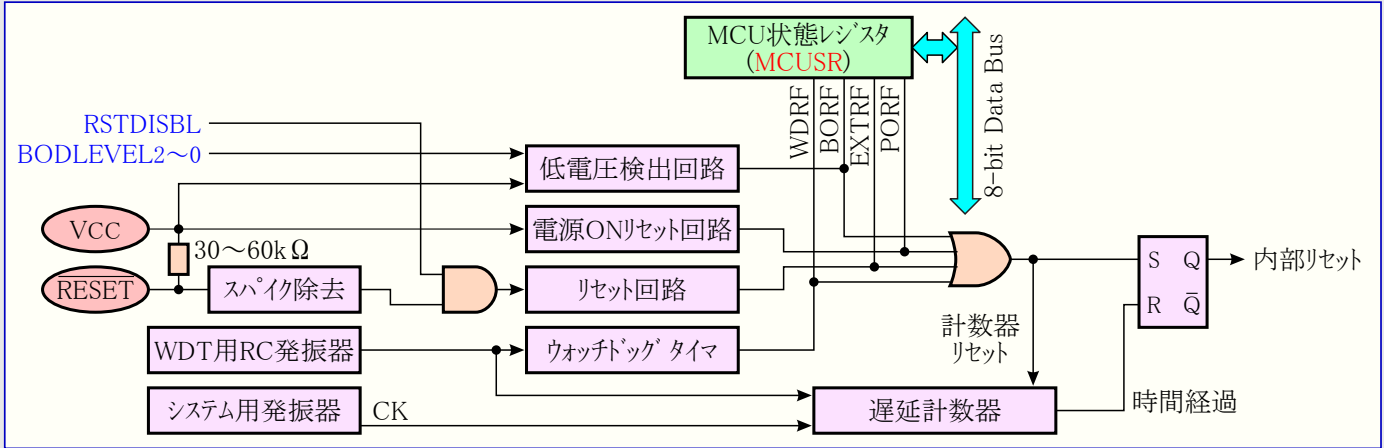 MCU状態レジスタ
(MCUSR)
8-bit Data Bus
WDRF
BORF
EXTRF
PORF
RSTDISBL
BODLEVEL2～0
低電圧検出回路
VCC
電源ONリセット回路
30～60kΩ
RESET
スパイク除去
リセット回路
S Q
R Q̅
内部リセット
WDT用RC発振器
ウォッチドッグ タイマ
計数器
リセット
システム用発振器
CK
遅延計数器
時間経過